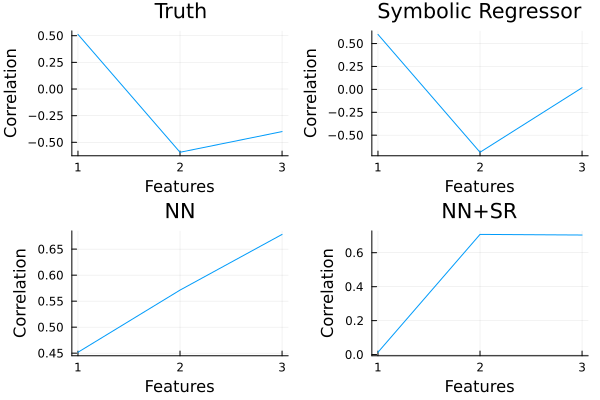 Truth
Correlation
0.50
0.25
0.00
−0.25
−0.50
1 2 3
Features
Symbolic Regressor
Correlation
0.50
0.25
0.00
−0.25
−0.50
1 2 3
Features
NN
Correlation
0.65
0.60
0.55
0.50
0.45
1 2 3
Features
NN+SR
Correlation
0.6
0.4
0.2
0.0
1 2 3
Features